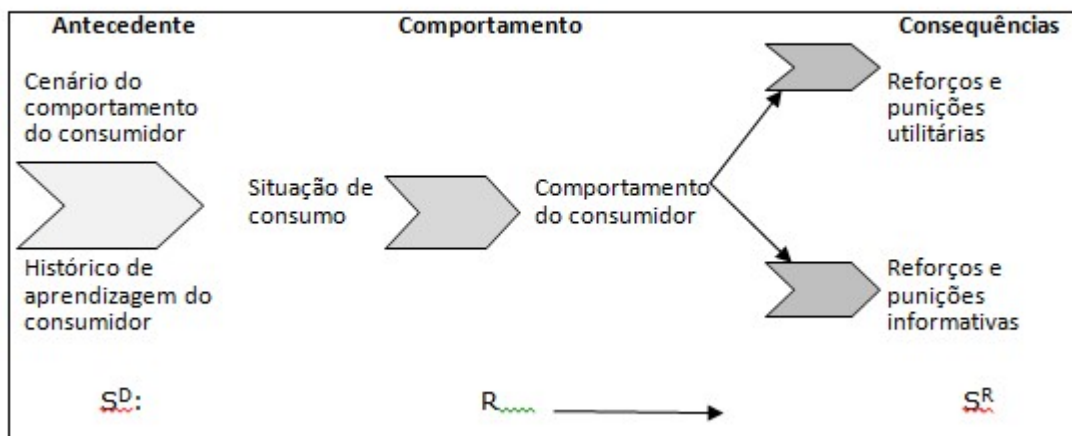 Antecedente
Comportamento
Consequências
Cenário do
comportamento
do consumidor
Histórico de
aprendizagem do
consumidor
Situação de
consumo
Comportamento
do consumidor
Reforços e
punições
utilitárias
Reforços e
punições
informativas
Sᴰ:
R
Sᴿ